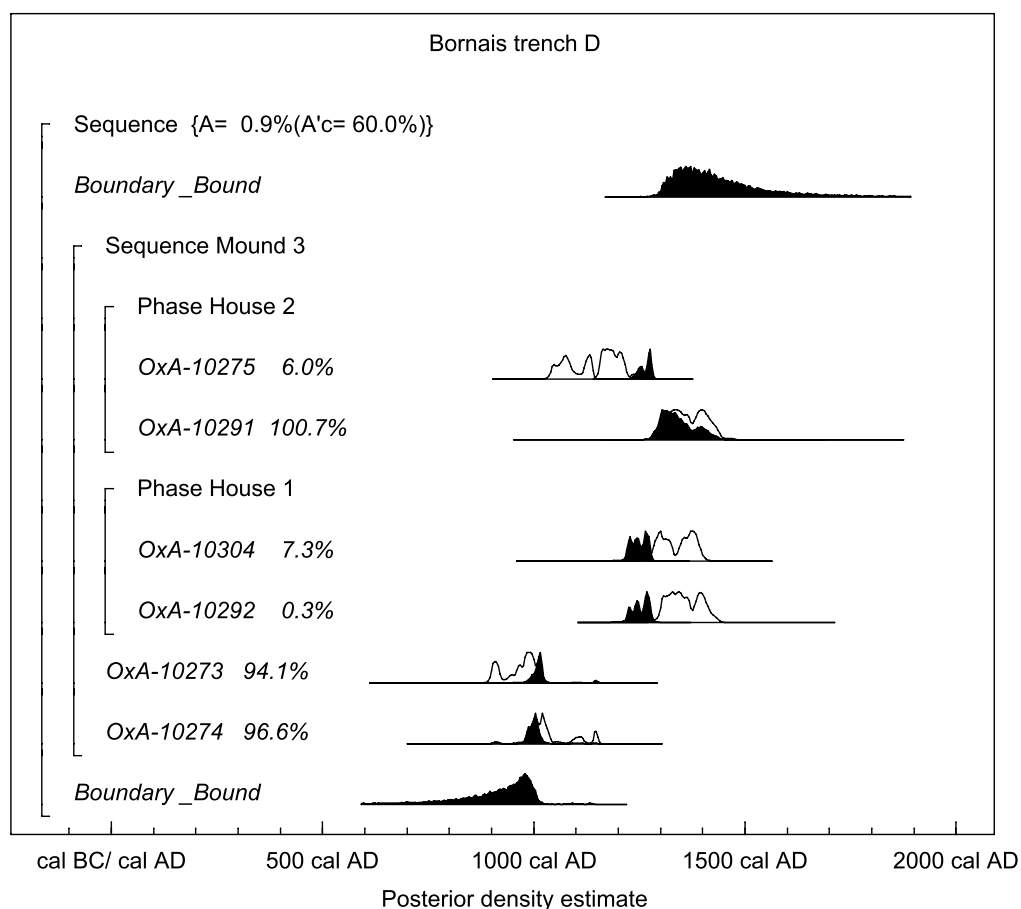 Bornais trench D
Sequence {A= 0.9%(A'c= 60.0%)}
Boundary _Bound
Sequence Mound 3
Phase House 2
OxA-10275 6.0%
OxA-10291 100.7%
Phase House 1
OxA-10304 7.3%
OxA-10292 0.3%
OxA-10273 94.1%
OxA-10274 96.6%
Boundary _Bound
cal BC/ cal AD 500 cal AD 1000 cal AD 1500 cal AD 2000 cal AD
Posterior density estimate